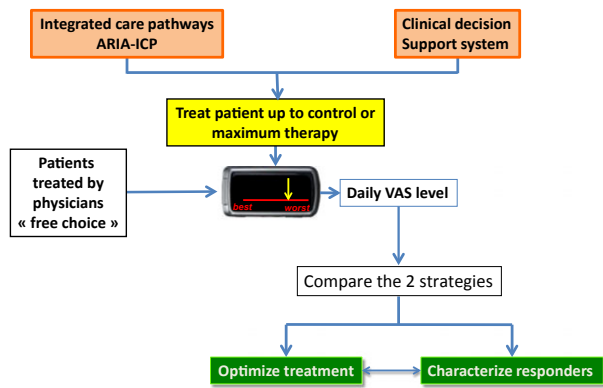 Integrated care pathways
ARIA-ICP
Clinical decision
Support system
Treat patient up to control or
maximum therapy
Patients
treated by
physicians
« free choice »
best
worst
Daily VAS level
Compare the 2 strategies
Optimize treatment
Characterize responders